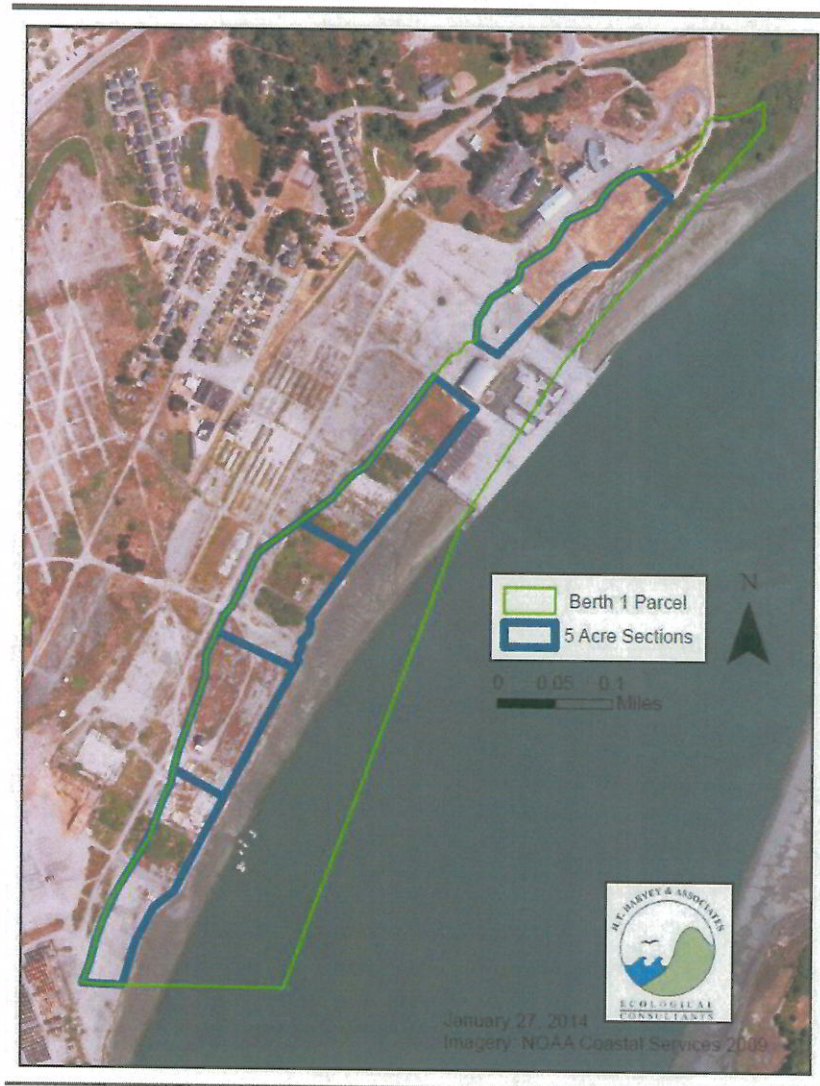 Berth 1 Parcel
5 Acre Sections
N
0 0.05 0.1
Miles
H.T. HARVEY & ASSOCIATES
ECOLOGICAL
CONSULTANTS
January 27, 2014
Imagery: NOAA Coastal Services 2009